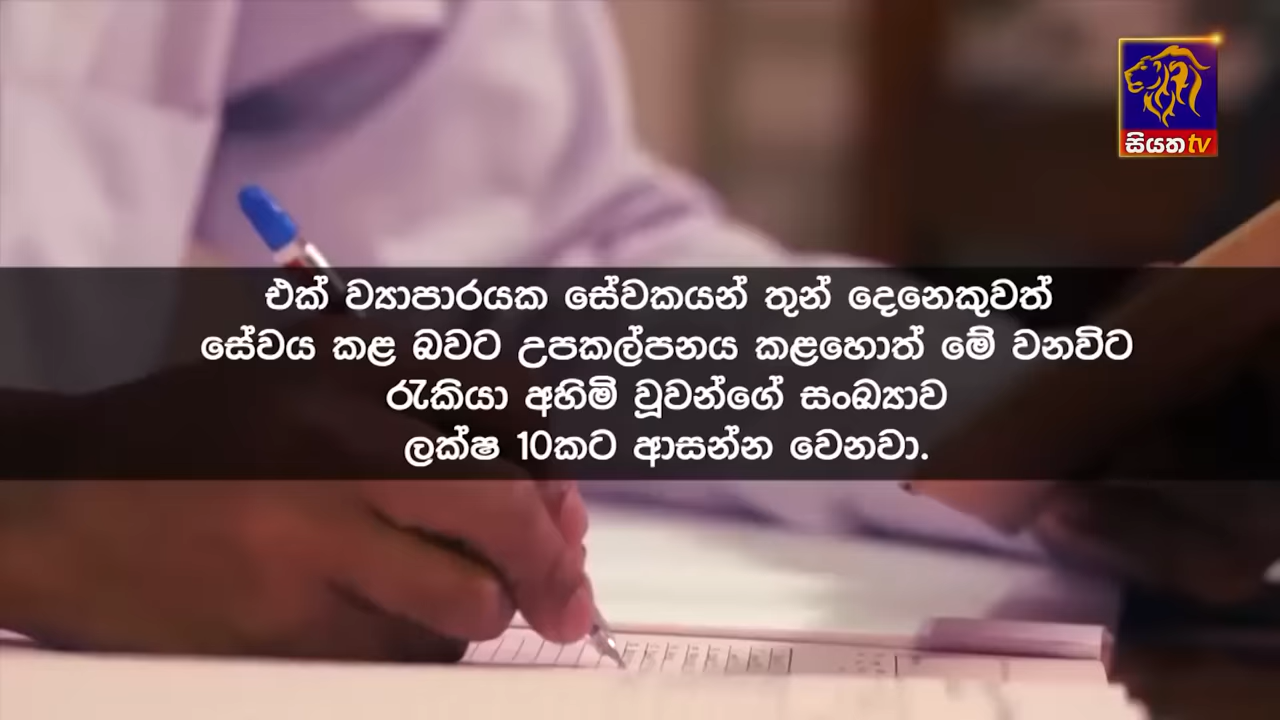 සියත tv
එක් ව්‍යාපාරයක සේවකයන් තුන් දෙනෙකුවත්
සේවය කළ බවට උපකල්පනය කළහොත් මේ වනවිට
රැකියා අහිමි වූවන්ගේ සංඛ්‍යාව
ලක්ෂ 10කට ආසන්න වෙනවා.